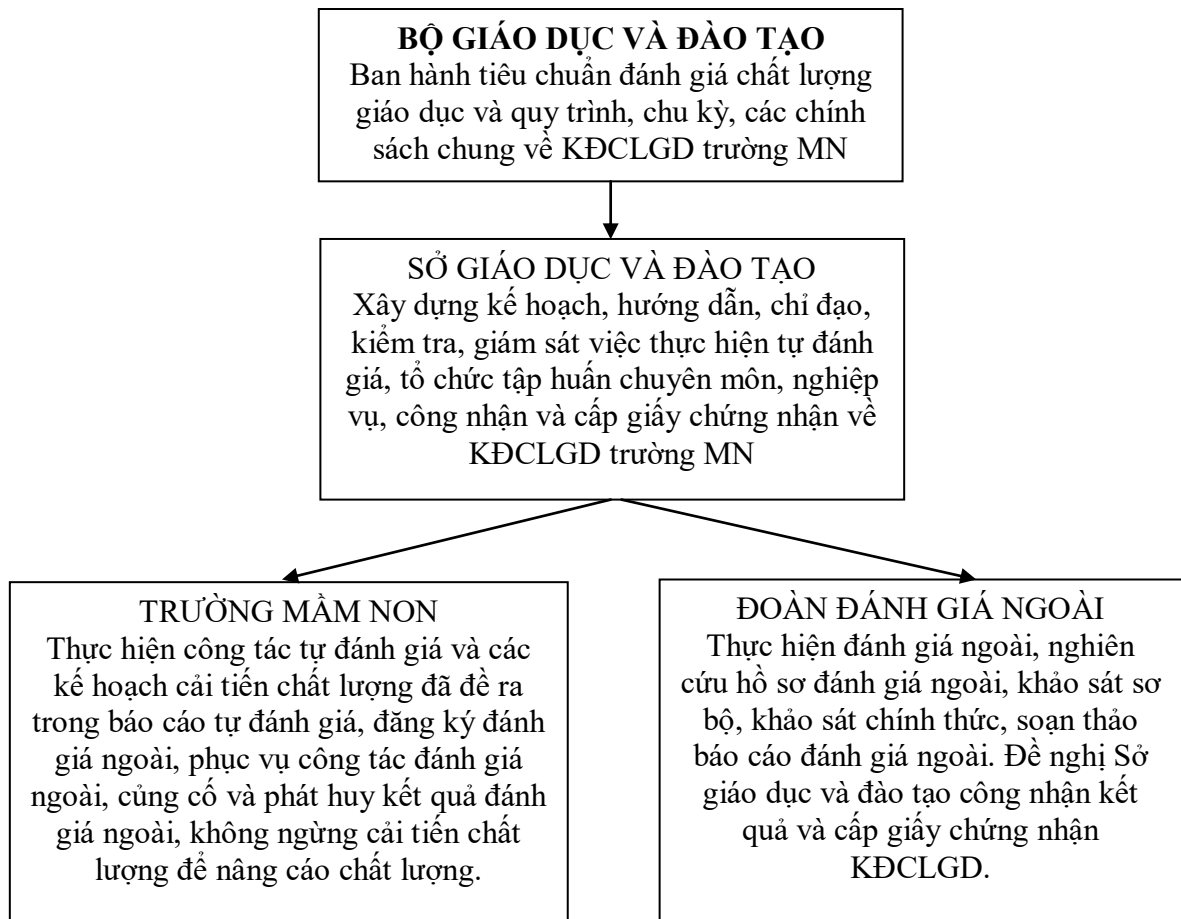 BỘ GIÁO DỤC VÀ ĐÀO TẠO
Ban hành tiêu chuẩn đánh giá chất lượng
giáo dục và quy trình, chu kỳ, các chính
sách chung về KĐCLGD trường MN
SỞ GIÁO DỤC VÀ ĐÀO TẠO
Xây dựng kế hoạch, hướng dẫn, chỉ đạo,
kiểm tra, giám sát việc thực hiện tự đánh
giá, tổ chức tập huấn chuyên môn, nghiệp
vụ, công nhận và cấp giấy chứng nhận về
KĐCLGD trường MN
TRƯỜNG MẦM NON
Thực hiện công tác tự đánh giá và các
kế hoạch cải tiến chất lượng đã đề ra
trong báo cáo tự đánh giá, đăng ký đánh
giá ngoài, phục vụ công tác đánh giá
ngoài, củng cố và phát huy kết quả đánh
giá ngoài, không ngừng cải tiến chất
lượng để nâng cáo chất lượng.
ĐOÀN ĐÁNH GIÁ NGOÀI
Thực hiện đánh giá ngoài, nghiên
cứu hồ sơ đánh giá ngoài, khảo sát sơ
bộ, khảo sát chính thức, soạn thảo
báo cáo đánh giá ngoài. Đề nghị Sở
giáo dục và đào tạo công nhận kết
quả và cấp giấy chứng nhận
KĐCLGD.